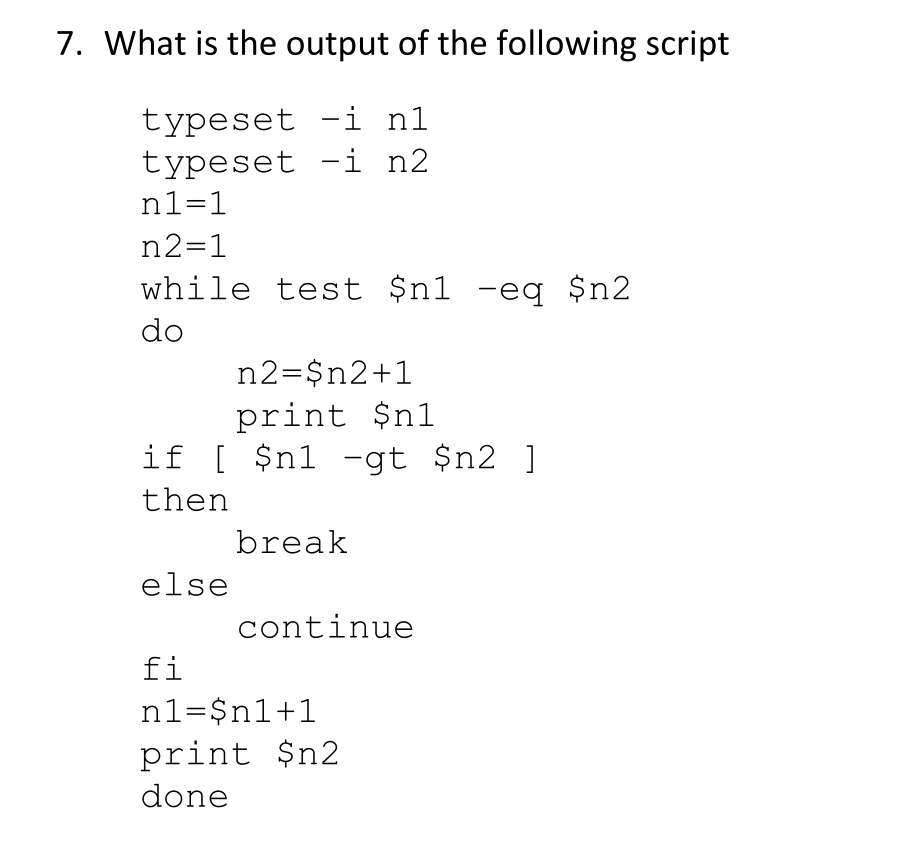 7. What is the output of the following script
typeset -i n1
typeset -i n2
n1=1
n2=1
while test $n1 -eq $n2
do
n2=$n2+1
print $n1
if [ $n1 -gt $n2 ]
then
break
else
continue
fi
n1=$n1+1
print $n2
done